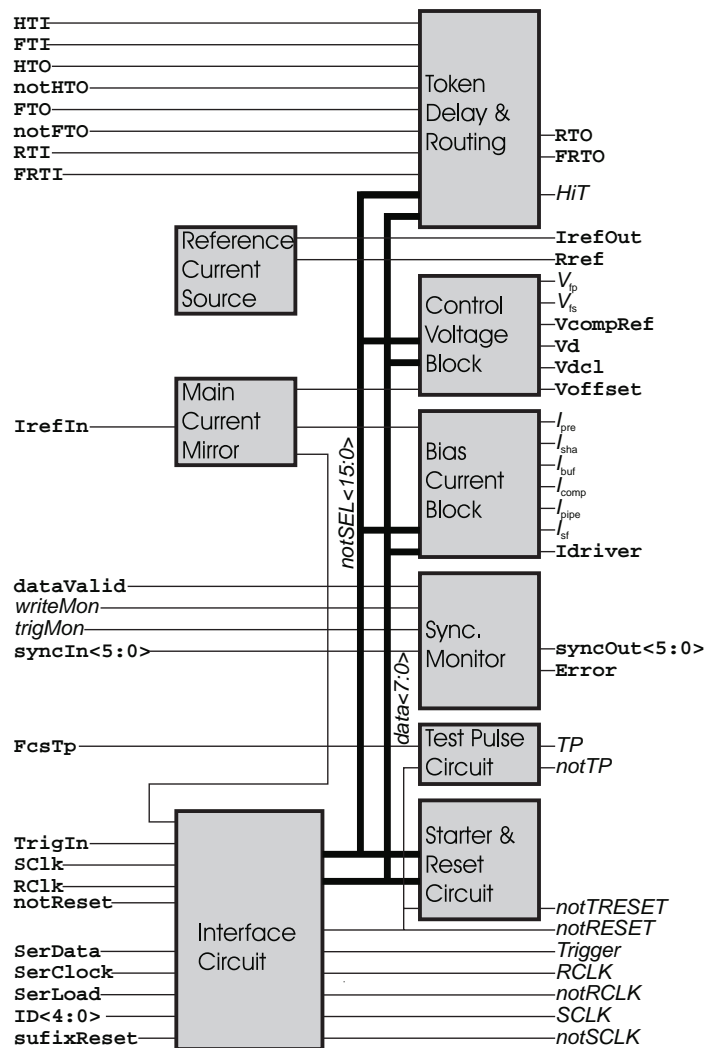 HTI
FTI
HTO
notHTO
FTO
notFTO
RTI
FRTI
Token
Delay &
Routing
RTO
FRTO
HiT
Reference
Current
Source
IrefOut
Rref
Control
Voltage
Block
Vfp
Vfs
VcompRef
Vd
Vdcl
Voffset
IrefIn
Main
Current
Mirror
notSEL<15:0>
Bias
Current
Block
Ipre
Isha
Ibuf
Icomp
Ipipe
Isf
Idriver
dataValid
writeMon
trigMon
syncIn<5:0>
data<7:0>
Sync.
Monitor
syncOut<5:0>
Error
FcsTp
Test Pulse
Circuit
TP
notTP
TrigIn
SClk
RClk
notReset
SerData
SerClock
SerLoad
ID<4:0>
sufixReset
Interface
Circuit
Starter &
Reset
Circuit
notTRESET
notRESET
Trigger
RCLK
notRCLK
SCLK
notSCLK